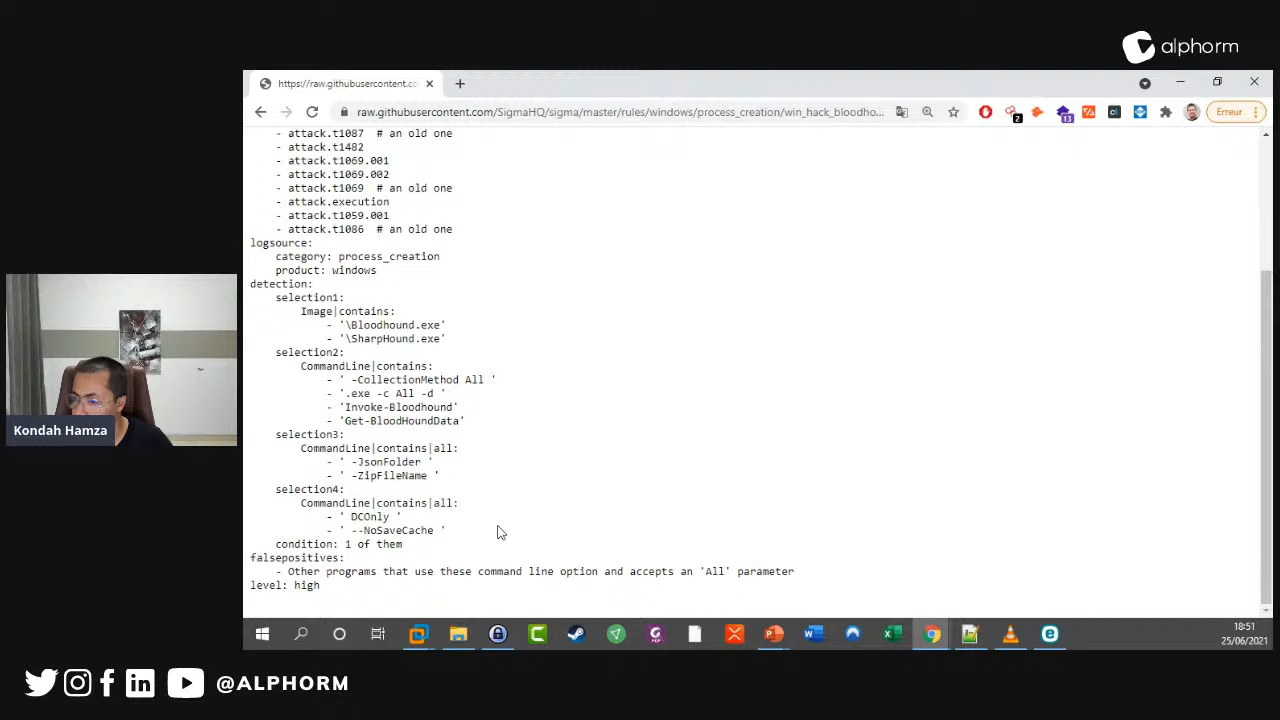 alphorm
https://raw.githubusercontent.co
raw.githubusercontent.com/SigmaHQ/sigma/master/rules/windows/process_creation/win_hack_bloodho...
2
13
Erreur
- attack.t1087 # an old one
- attack.t1482
- attack.t1069.001
- attack.t1069.002
- attack.t1069 # an old one
- attack.execution
- attack.t1059.001
- attack.t1086 # an old one
logsource:
category: process_creation
product: windows
detection:
selection1:
Image|contains:
- '\Bloodhound.exe'
- '\SharpHound.exe'
selection2:
CommandLine|contains:
- ' -CollectionMethod All '
- '.exe -c All -d '
- 'Invoke-Bloodhound'
- 'Get-BloodHoundData'
selection3:
CommandLine|contains|all:
- ' -JsonFolder '
- ' -ZipFileName '
selection4:
CommandLine|contains|all:
- ' DCOnly '
- ' --NoSaveCache '
condition: 1 of them
falsepositives:
- Other programs that use these command line option and accepts an 'All' parameter
level: high
Kondah Hamza
18:51
25/06/2021
@ALPHORM